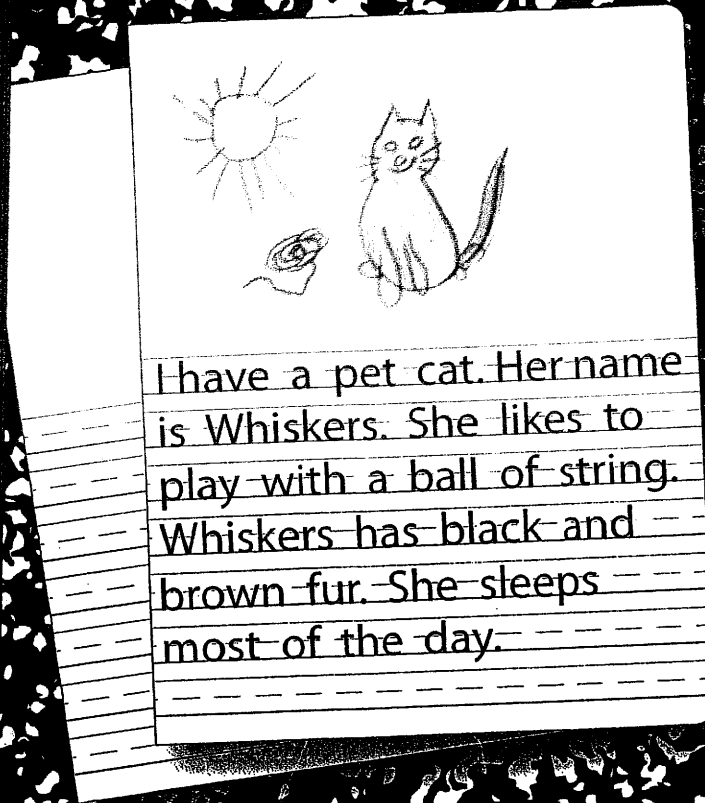 I have a pet cat. Her name
is Whiskers. She likes to
play with a ball of string.
Whiskers has black and
brown fur. She sleeps
most of the day.